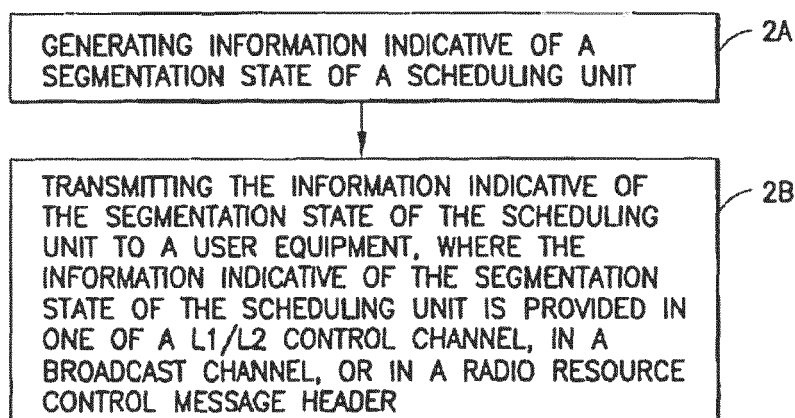 GENERATING INFORMATION INDICATIVE OF A
SEGMENTATION STATE OF A SCHEDULING UNIT
2A
TRANSMITTING THE INFORMATION INDICATIVE OF
THE SEGMENTATION STATE OF THE SCHEDULING
UNIT TO A USER EQUIPMENT, WHERE THE
INFORMATION INDICATIVE OF THE SEGMENTATION
STATE OF THE SCHEDULING UNIT IS PROVIDED IN
ONE OF A L1/L2 CONTROL CHANNEL, IN A
BROADCAST CHANNEL, OR IN A RADIO RESOURCE
CONTROL MESSAGE HEADER
2B